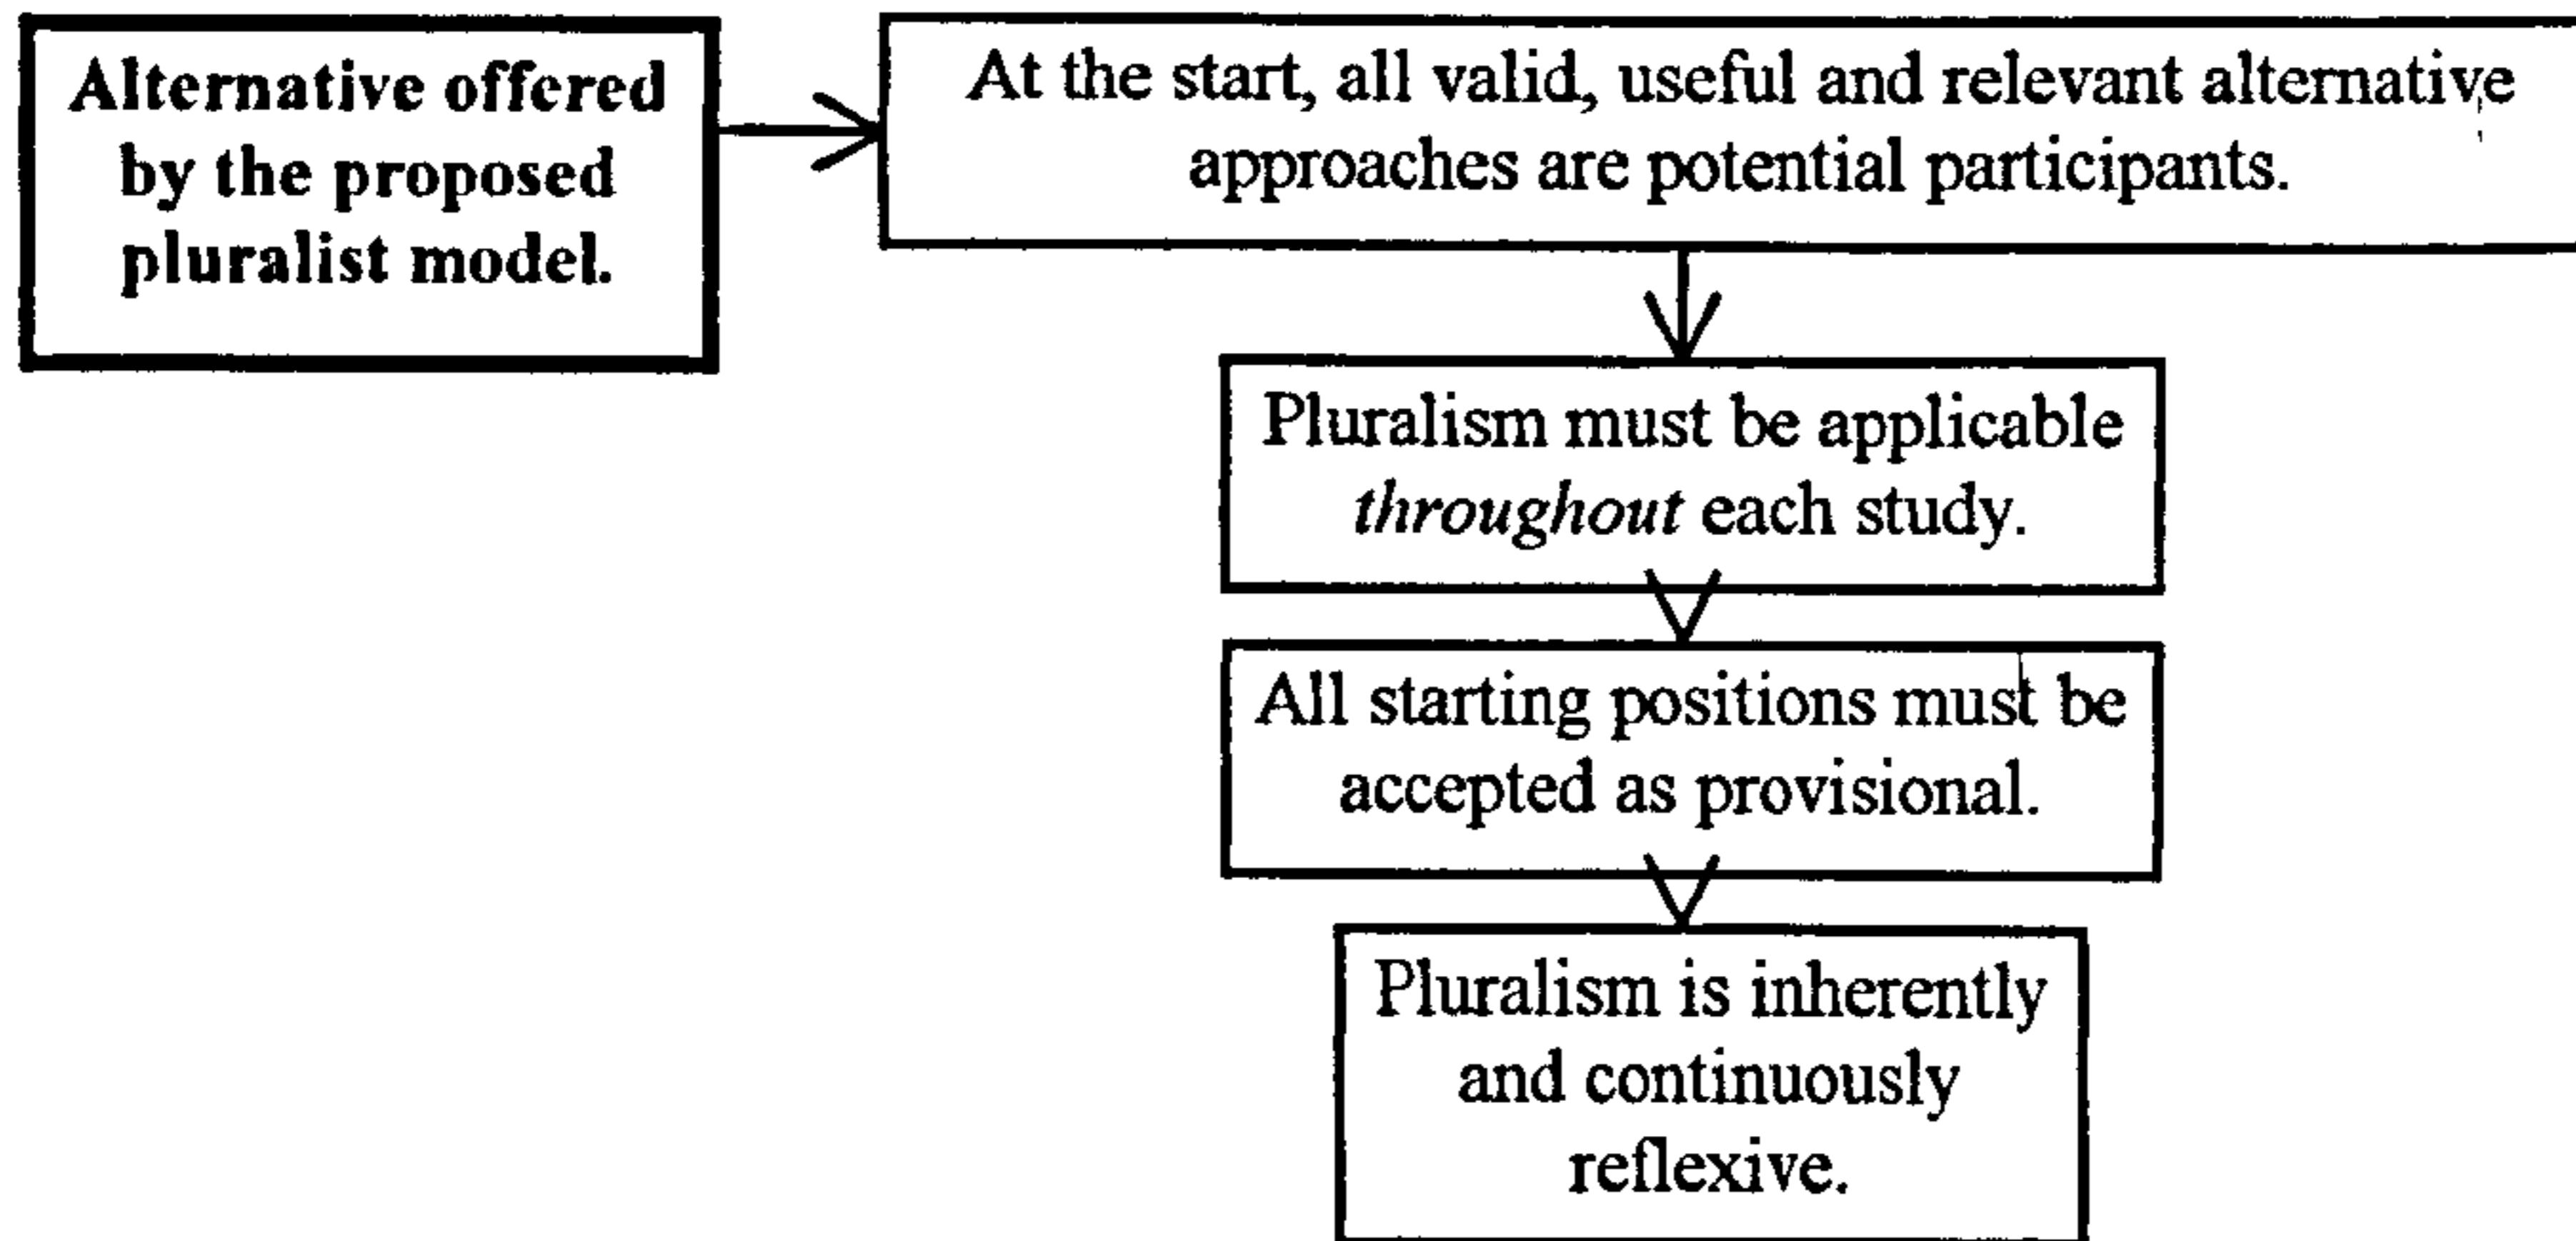 Alternative offered
by the proposed
pluralist model.
At the start, all valid, useful and relevant alternative
approaches are potential participants.
Pluralism must be applicable
throughout each study.
All starting positions must be
accepted as provisional.
Pluralism is inherently
and continuously
reflexive.